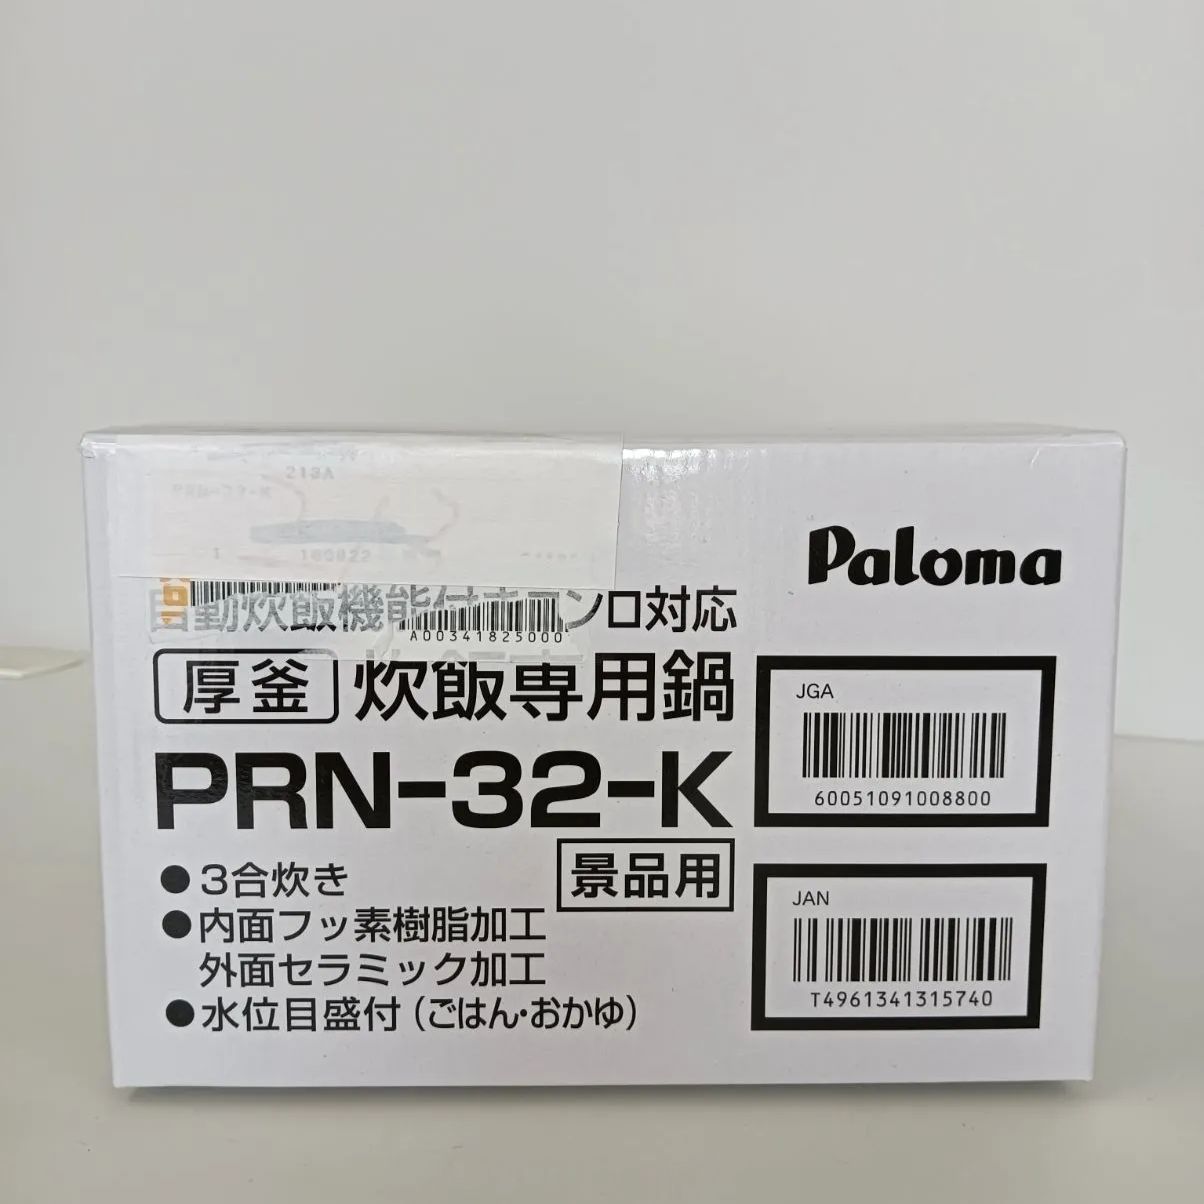 213A
PRN-32-K
Paloma
自動炊飯機能付きコンロ対応
A00341825000
厚釜 炊飯専用鍋
PRN-32-K
景品用
●3合炊き
●内面フッ素樹脂加工
外面セラミック加工
●水位目盛付(ごはん・おかゆ)
JGA
60051091008800
JAN
T4961341315740